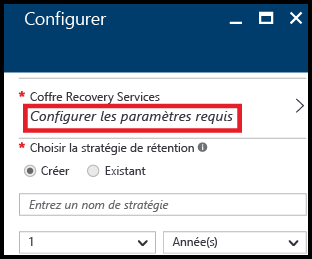 Configurer
* Coffre Recovery Services
Configurer les paramètres requis
* Choisir la stratégie de rétention
Créer Existant
Entrez un nom de stratégie
1 Année(s)